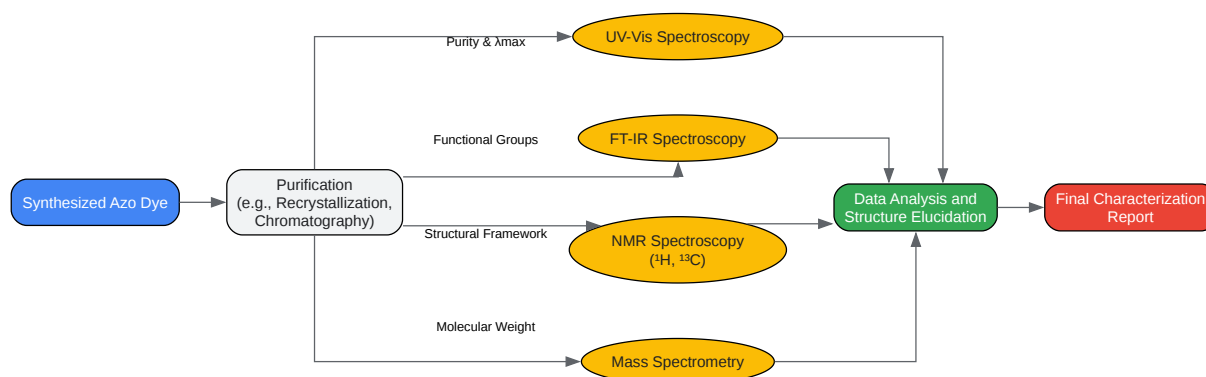 Purity & λmax
UV-Vis Spectroscopy
Functional Groups
FT-IR Spectroscopy
Synthesized Azo Dye
Purification
(e.g., Recrystallization,
Chromatography)
Structural Framework
NMR Spectroscopy
(¹H, ¹³C)
Data Analysis and
Structure Elucidation
Final Characterization
Report
Molecular Weight
Mass Spectrometry